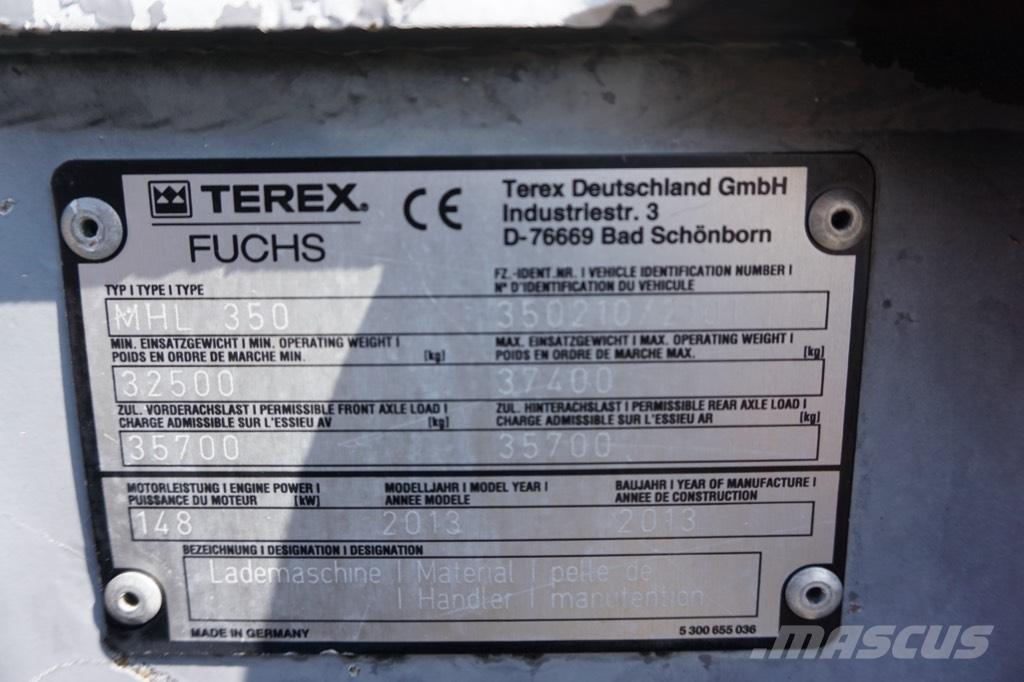 TEREX® CE
FUCHS
Terex Deutschland GmbH
Industriestr. 3
D-76669 Bad Schönborn
TYP | TYPE | TYPE
MHL 350
FZ.-IDENT.NR. | VEHICLE IDENTIFICATION NUMBER |
N° D'IDENTIFICATION DU VEHICULE
350210/
MIN. EINSATZGEWICHT | MIN. OPERATING WEIGHT |
POIDS EN ORDRE DE MARCHE MIN. [kg]
32500
MAX. EINSATZGEWICHT | MAX. OPERATING WEIGHT |
POIDS EN ORDRE DE MARCHE MAX. [kg]
37400
ZUL. VORDERACHSLAST | PERMISSIBLE FRONT AXLE LOAD |
CHARGE ADMISSIBLE SUR L'ESSIEU AV [kg]
35700
ZUL. HINTERACHSLAST | PERMISSIBLE REAR AXLE LOAD |
CHARGE ADMISSIBLE SUR L'ESSIEU AR [kg]
35700
MOTORLEISTUNG | ENGINE POWER |
PUISSANCE DU MOTEUR [kW]
148
MODELLJAHR | MODEL YEAR |
ANNEE MODELE
2013
BAUJAHR | YEAR OF MANUFACTURE |
ANNEE DE CONSTRUCTION
2013
BEZEICHNUNG | DESIGNATION | DESIGNATION
Lademaschine | Material | pelle de
| Handler | manutention
MADE IN GERMANY
5 300 655 036
MASCUS